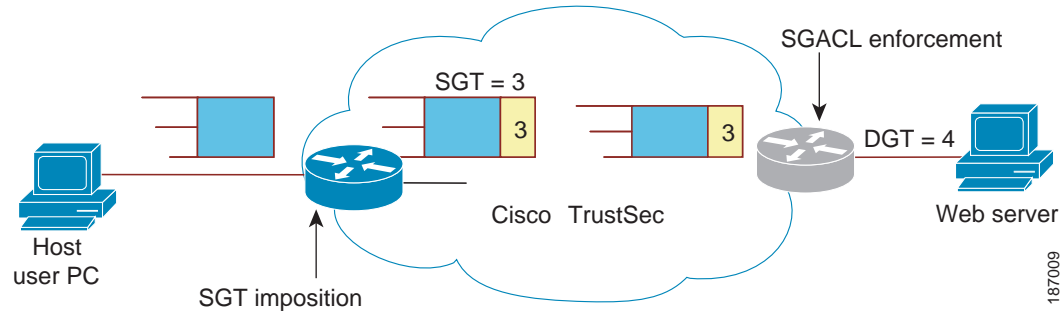 SGACL enforcement
SGT = 3
3
3
DGT = 4
Cisco TrustSec
Host
user PC
Web server
SGT imposition
187009